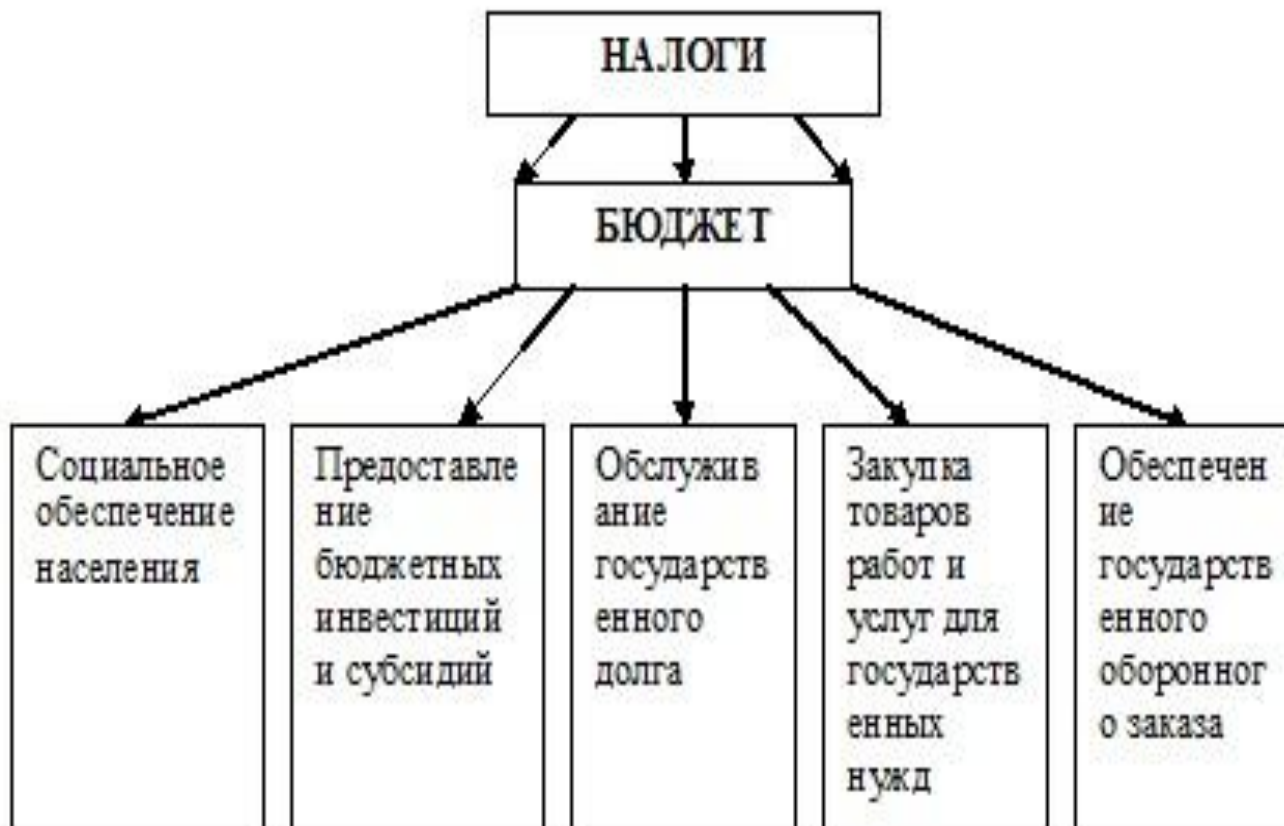 НАЛОГИ
БЮДЖЕТ
Социальное
обеспечение
населения
Предоставле
ние
бюджетных
инвестиций
и субсидий
Обслужив
ание
государств
енного
долга
Закупка
товаров
работ и
услуг для
государств
енных
нужд
Обеспечен
ие
государств
енного
оборонног
о заказа